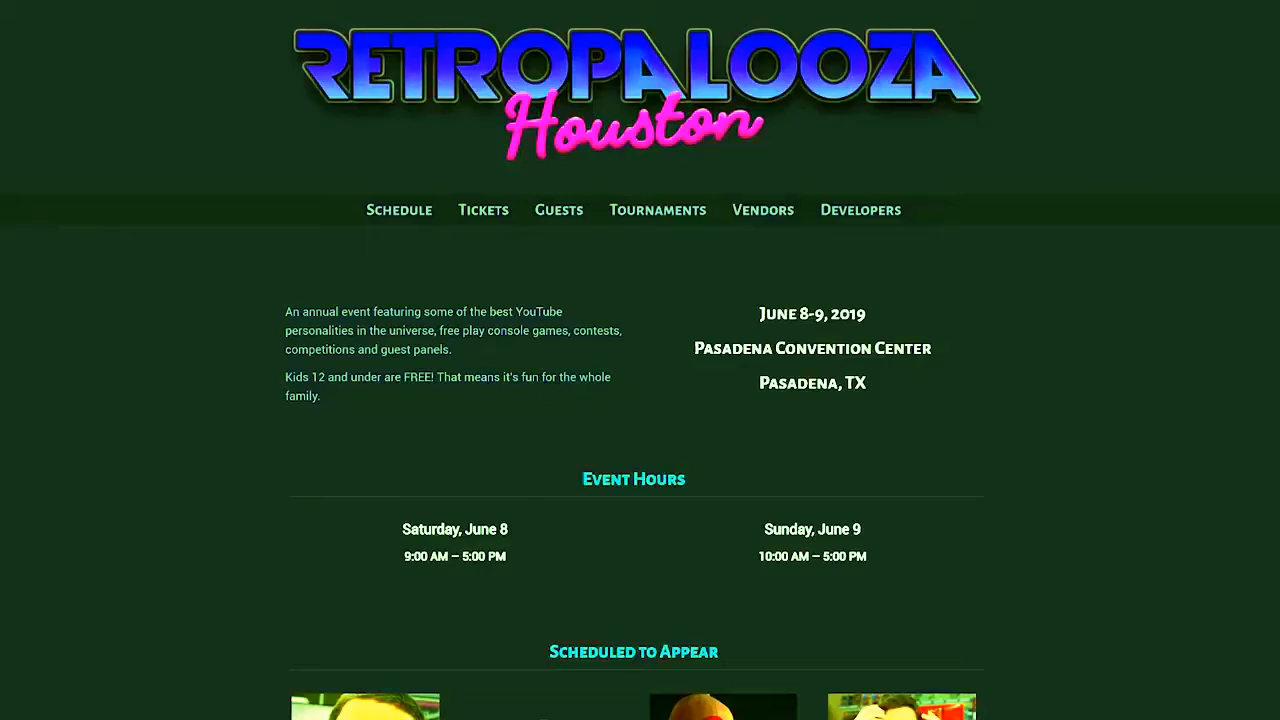 RETROPALOOZA
Houston
Schedule Tickets Guests Tournaments Vendors Developers
An annual event featuring some of the best YouTube
personalities in the universe, free play console games, contests,
competitions and guest panels.
Kids 12 and under are FREE! That means it's fun for the whole
family.
June 8-9, 2019
Pasadena Convention Center
Pasadena, TX
Event Hours
Saturday, June 8
9:00 AM – 5:00 PM
Sunday, June 9
10:00 AM – 5:00 PM
Scheduled to Appear